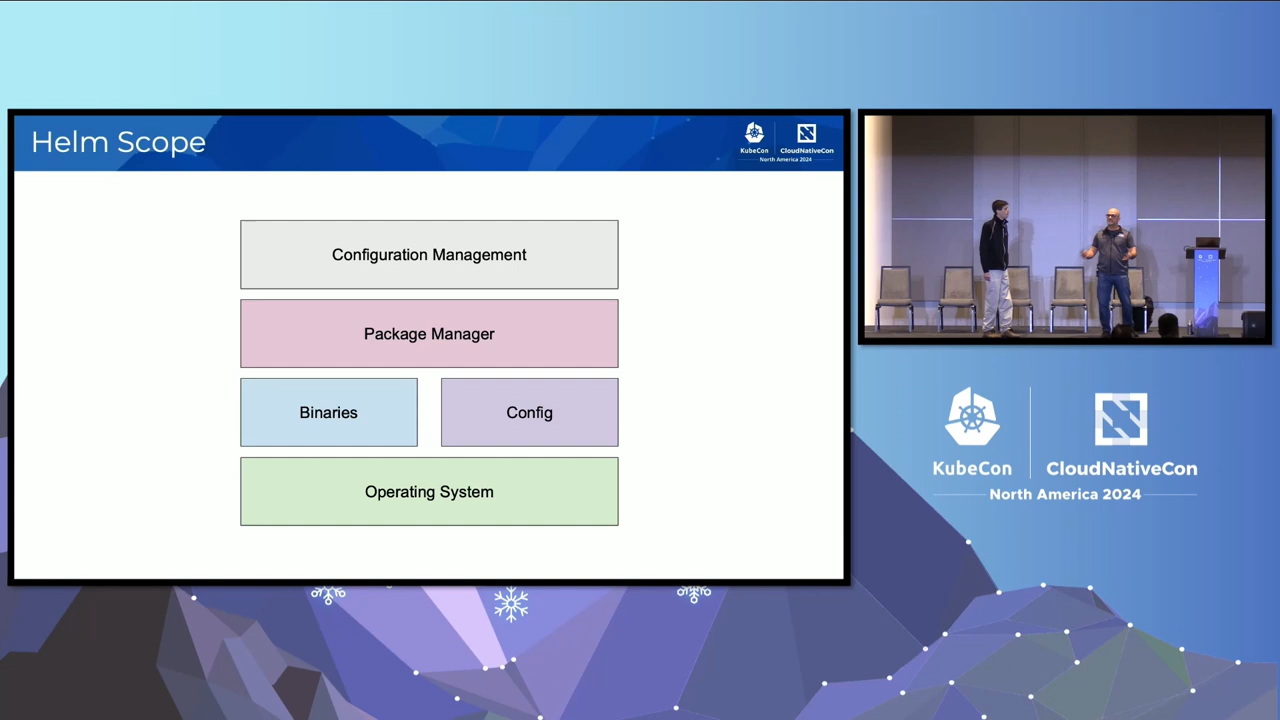 Helm Scope
KubeCon
CloudNativeCon
North America 2024
Configuration Management
Package Manager
Binaries
Config
Operating System
KubeCon
CloudNativeCon
North America 2024